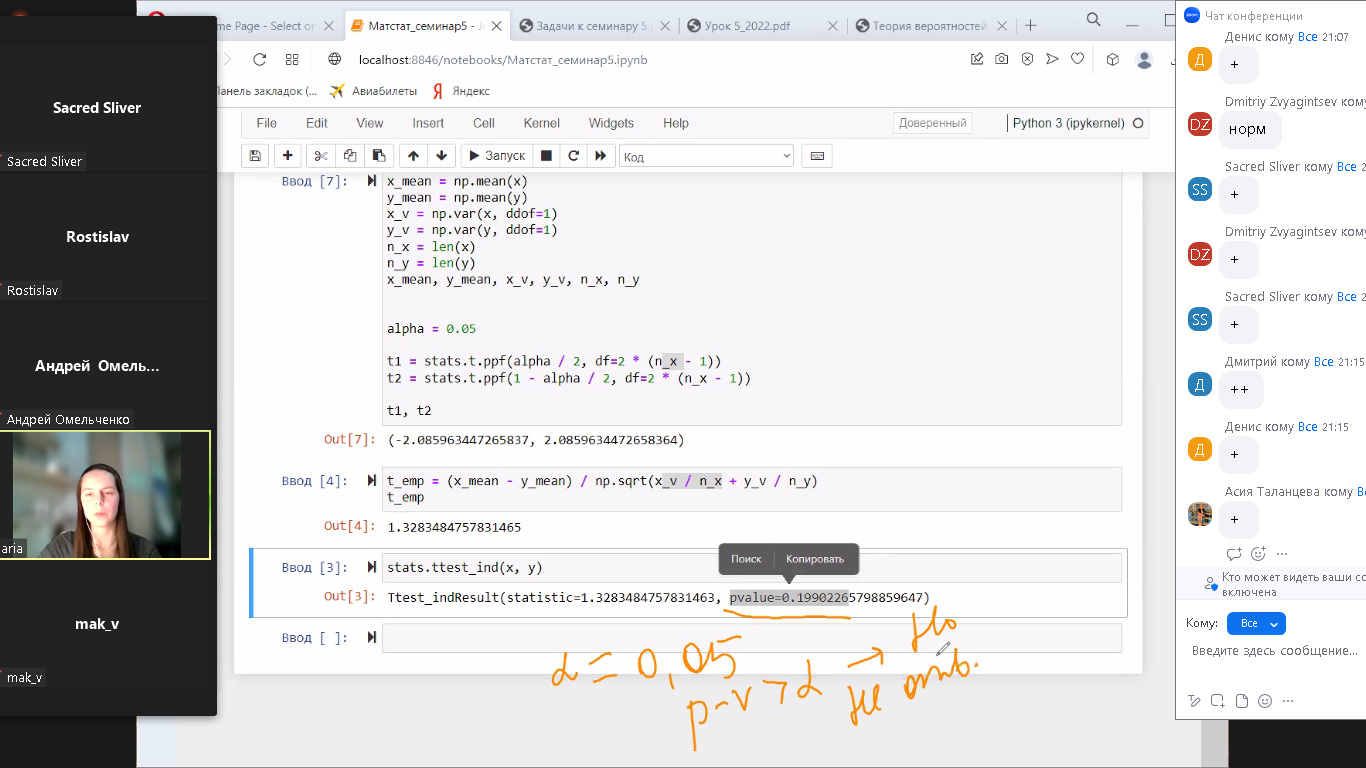 me Page - Select or
Матстат_семинар5 - J
Задачи к семинару 5.
Урок 5_2022.pdf
Теория вероятностей
localhost:8846/notebooks/Матстат_семинар5.ipynb
Панель закладок (...
Авиабилеты
Яндекс
File Edit View Insert Cell Kernel Widgets Help
Доверенный
Python 3 (ipykernel)
Запуск
Код
Ввод [7]:
x_mean = np.mean(x)
y_mean = np.mean(y)
x_v = np.var(x, ddof=1)
y_v = np.var(y, ddof=1)
n_x = len(x)
n_y = len(y)
x_mean, y_mean, x_v, y_v, n_x, n_y
alpha = 0.05
t1 = stats.t.ppf(alpha / 2, df=2 * (n_x - 1))
t2 = stats.t.ppf(1 - alpha / 2, df=2 * (n_x - 1))
t1, t2
Out[7]: (-2.085963447265837, 2.0859634472658364)
Ввод [4]:
t_emp = (x_mean - y_mean) / np.sqrt(x_v / n_x + y_v / n_y)
t_emp
Out[4]: 1.3283484757831465
Поиск Копировать
Ввод [3]: stats.ttest_ind(x, y)
Out[3]: Ttest_indResult(statistic=1.3283484757831463, pvalue=0.19902265798859647)
Ввод [ ]:
α = 0,05
p-v > α → H0
не отв.
Sacred Sliver
Sacred Sliver
Rostislav
Rostislav
Андрей Омель...
Андрей Омельченко
aria
mak_v
mak_v
zoom
Чат конференции
Денис кому Все 21:07
Д
+
Dmitriy Zvyagintsev кому
DZ
норм
Sacred Sliver кому Все 2
SS
+
Dmitriy Zvyagintsev кому
DZ
+
Sacred Sliver кому Все 2
SS
+
Дмитрий кому Все 21:15
Д
++
Денис кому Все 21:15
Д
+
Асия Таланцева кому В
+
Кто может видеть ваши со
включена
Кому: Все
Введите здесь сообщение...